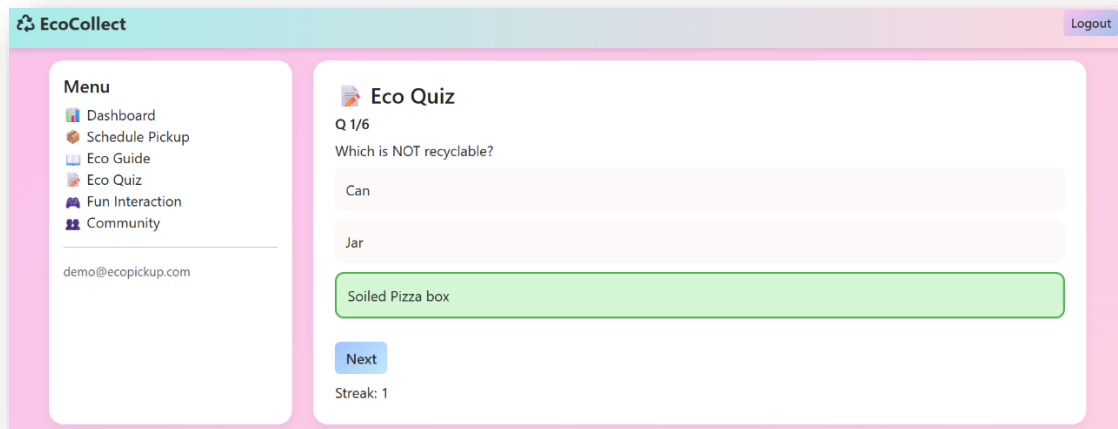 EcoCollect
Logout
Menu
Dashboard
Schedule Pickup
Eco Guide
Eco Quiz
Fun Interaction
Community
demo@ecopickup.com
Eco Quiz
Q 1/6
Which is NOT recyclable?
Can
Jar
Soiled Pizza box
Next
Streak: 1